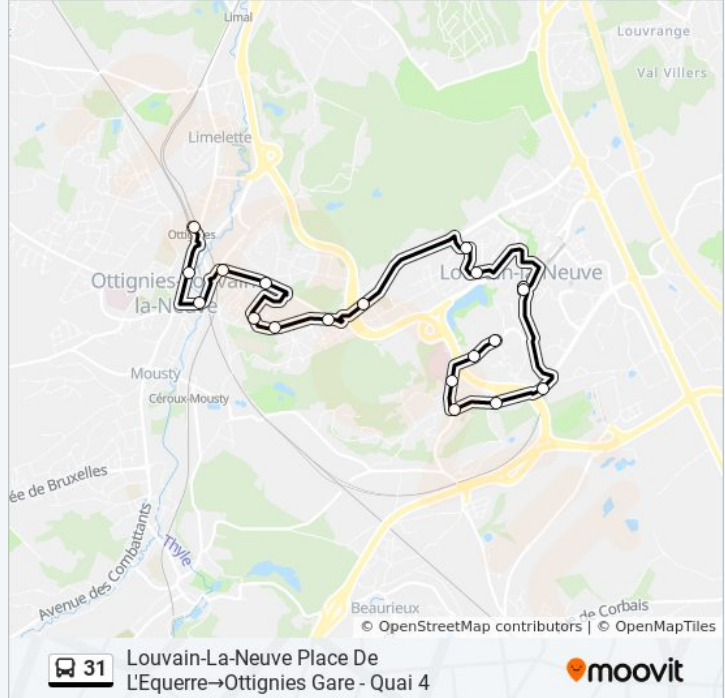 Limal
Louvrange
Val Villers
Limelette
Ottignies
Louvain-la-Neuve
Ottignies-Louvain-
la-Neuve
Mousty
Céroux-Mousty
ée de Bruxelles
Avenue des Combattants
Thyle
Beaurieux
de Corbais
© OpenStreetMap contributors | © OpenMapTiles
31
Louvain-La-Neuve Place De
L'Equerre→Ottignies Gare - Quai 4
moovit